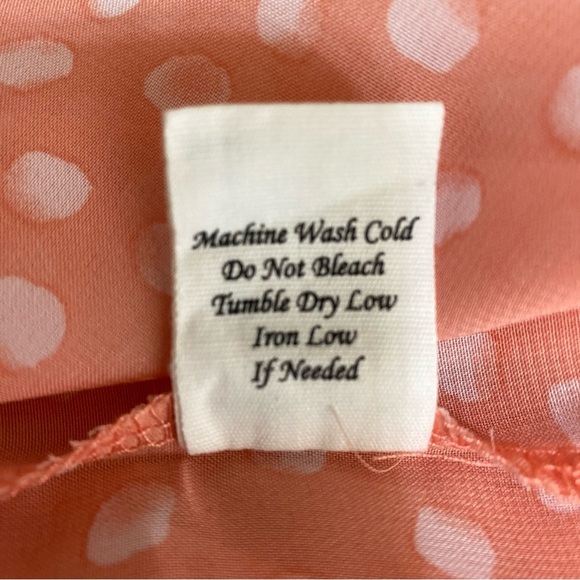 Machine Wash Cold
Do Not Bleach
Tumble Dry Low
Iron Low
If Needed